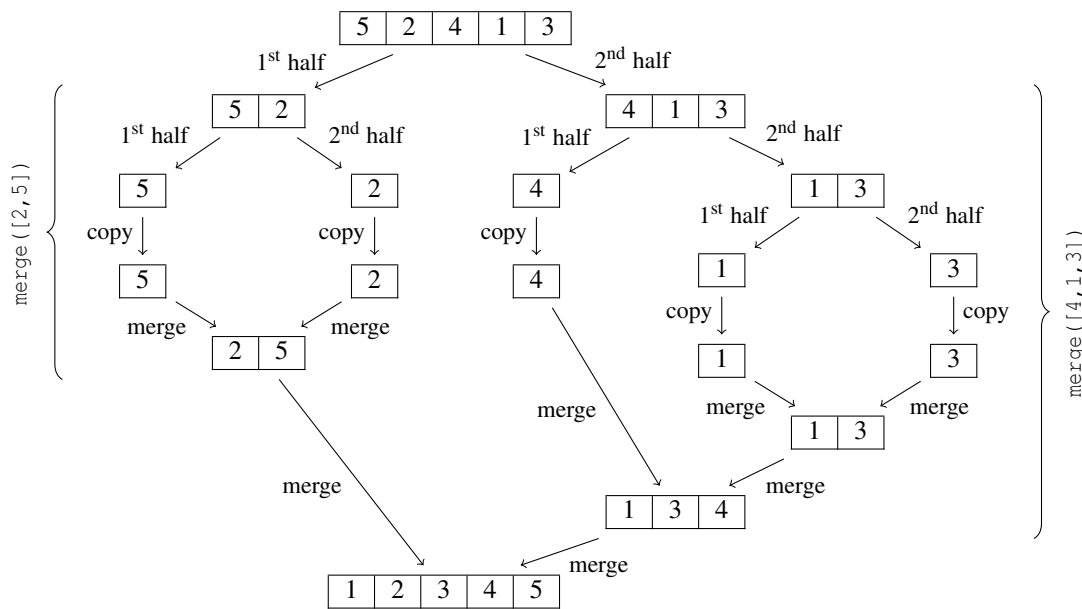 5 2 4 1 3
1st half 2nd half
5 2 4 1 3
1st half 2nd half 1st half 2nd half
5 2 4 1 3
copy copy copy 1st half 2nd half
5 2 4 1 3
merge merge copy copy
2 5 1 3
merge merge merge
1 3
merge merge
1 3 4
merge
1 2 3 4 5
merge([2,5])
merge([4,1,3])